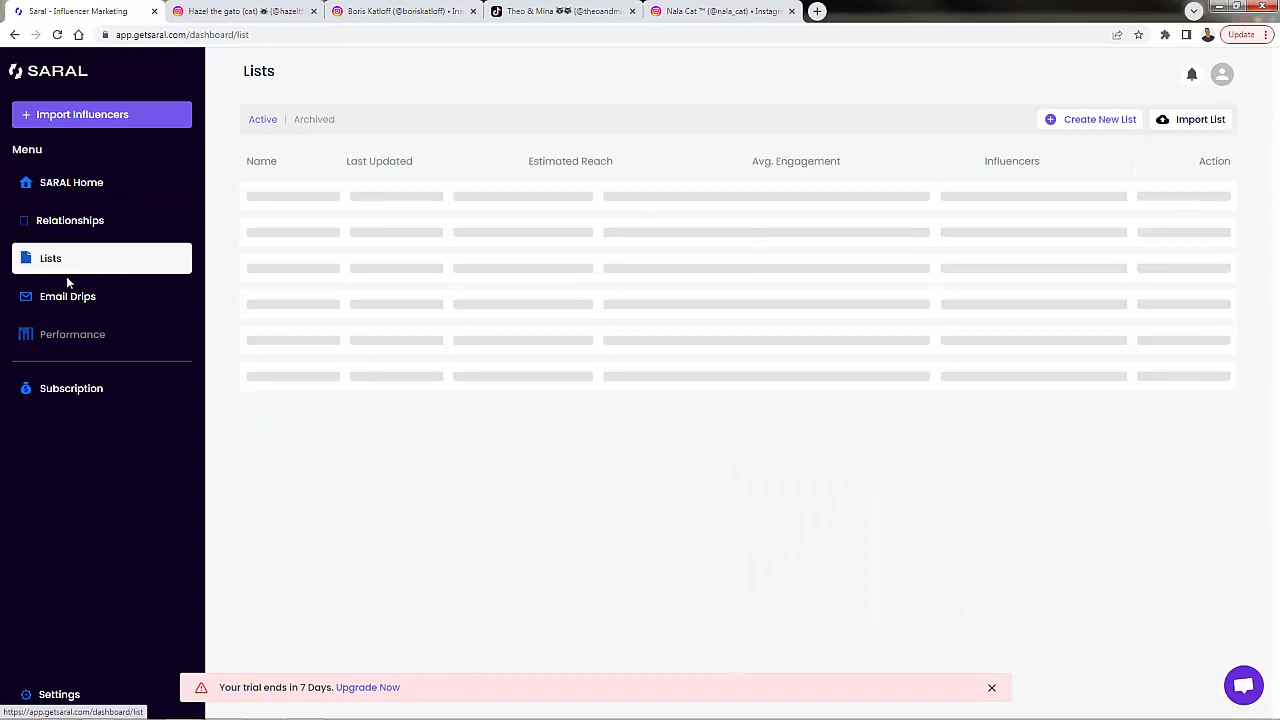 Saral - Influencer Marketing
Hazel the gato (cat)
Boris Katloff (@boriskatloff) • Ins
Theo & Mina
Nala Cat ™ (@nala_cat) • Instagr
app.getsaral.com/dashboard/list
Update
SARAL
Lists
+ Import Influencers
Active | Archived
Create New List
Import List
Menu
Name
Last Updated
Estimated Reach
Avg. Engagement
Influencers
Action
SARAL Home
Relationships
Lists
Email Drips
Performance
Subscription
Your trial ends in 7 Days. Upgrade Now
Settings
https://app.getsaral.com/dashboard/list